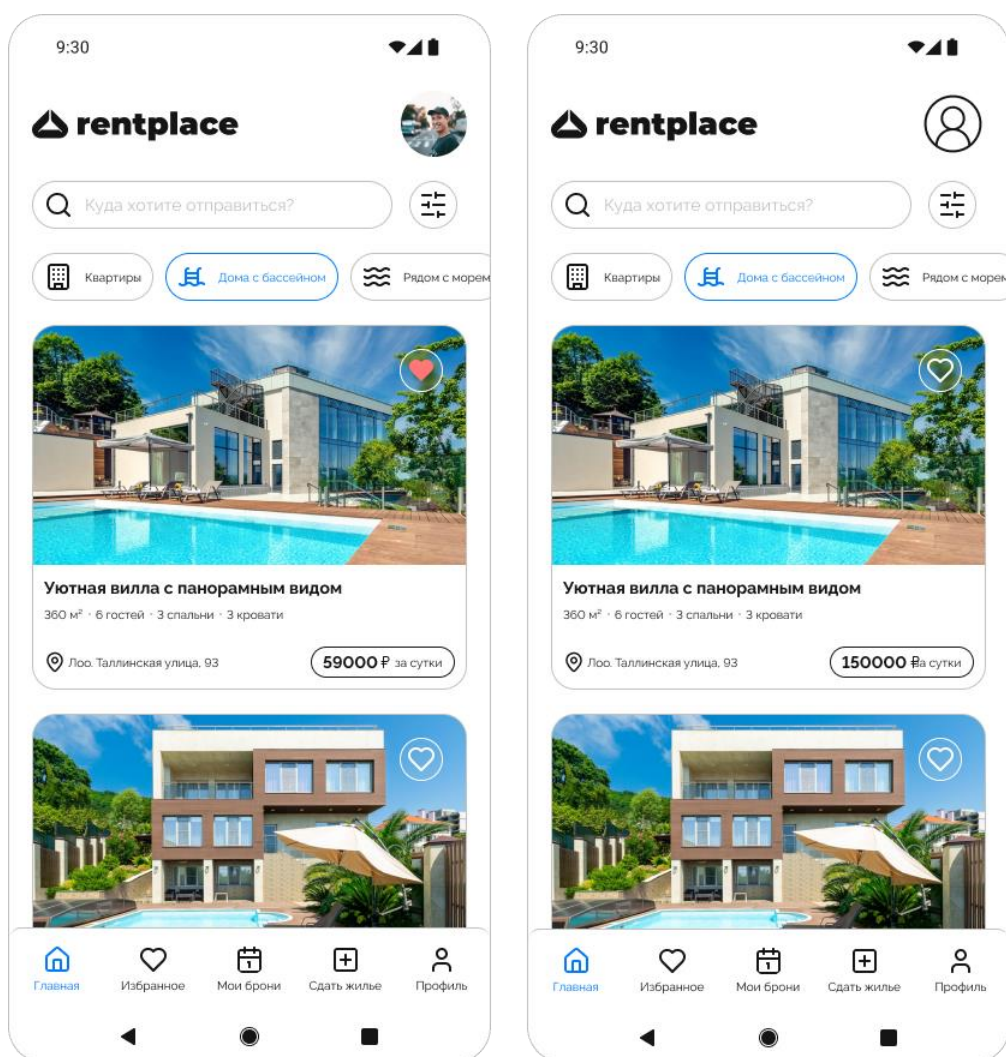 9:30
rentplace
Куда хотите отправиться?
Квартиры
Дома с бассейном
Рядом с морем
Уютная вилла с панорамным видом
360 м² · 6 гостей · 3 спальни · 3 кровати
Лоо. Таллинская улица, 93
59000 ₽ за сутки
Главная
Избранное
1
Мои брони
Сдать жилье
Профиль
9:30
rentplace
Куда хотите отправиться?
Квартиры
Дома с бассейном
Рядом с морем
Уютная вилла с панорамным видом
360 м² · 6 гостей · 3 спальни · 3 кровати
Лоо. Таллинская улица, 93
150000 ₽ за сутки
Главная
Избранное
1
Мои брони
Сдать жилье
Профиль